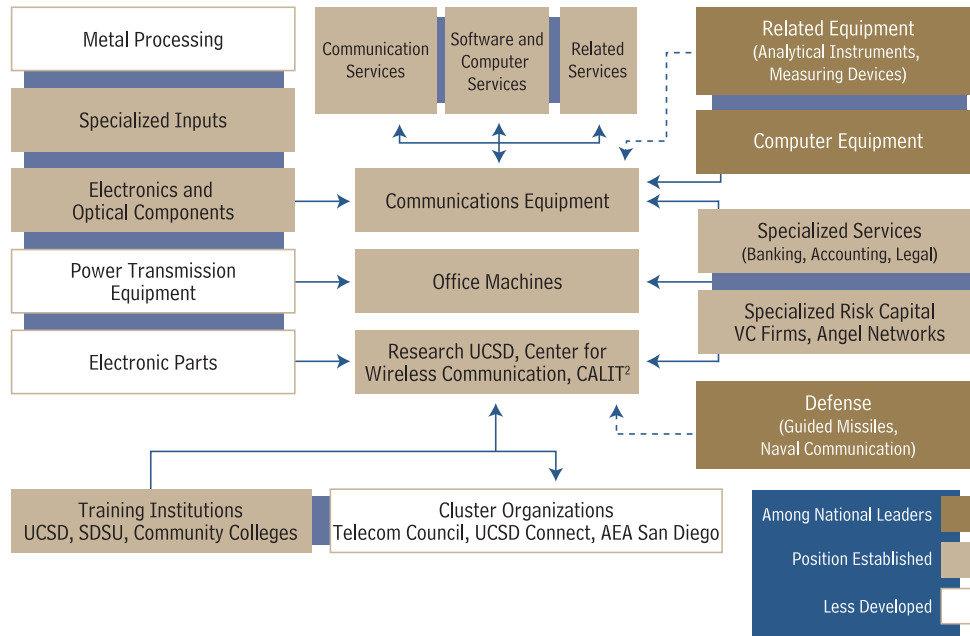 Metal Processing
Specialized Inputs
Electronics and
Optical Components
Power Transmission
Equipment
Electronic Parts
Communication
Services
Software and
Computer
Services
Related
Services
Communications Equipment
Office Machines
Research UCSD, Center for
Wireless Communication, CALIT²
Related Equipment
(Analytical Instruments,
Measuring Devices)
Computer Equipment
Specialized Services
(Banking, Accounting, Legal)
Specialized Risk Capital
VC Firms, Angel Networks
Defense
(Guided Missiles,
Naval Communication)
Training Institutions
UCSD, SDSU, Community Colleges
Cluster Organizations
Telecom Council, UCSD Connect, AEA San Diego
Among National Leaders
Position Established
Less Developed